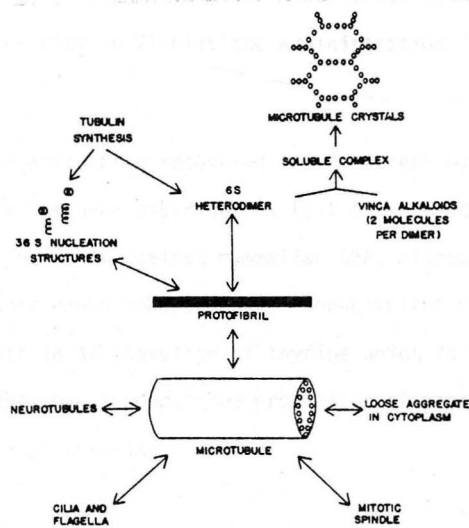 MICROTUBULE CRYSTALS
TUBULIN
SYNTHESIS
SOLUBLE COMPLEX
6S
HETERODIMER
VINCA ALKALOIDS
(2 MOLECULES
PER DIMER)
36 S NUCLEATION
STRUCTURES
PROTOFIBRIL
NEUROTUBULES
LOOSE AGGREGATE
IN CYTOPLASM
MICROTUBULE
CILIA AND
FLAGELLA
MITOTIC
SPINDLE